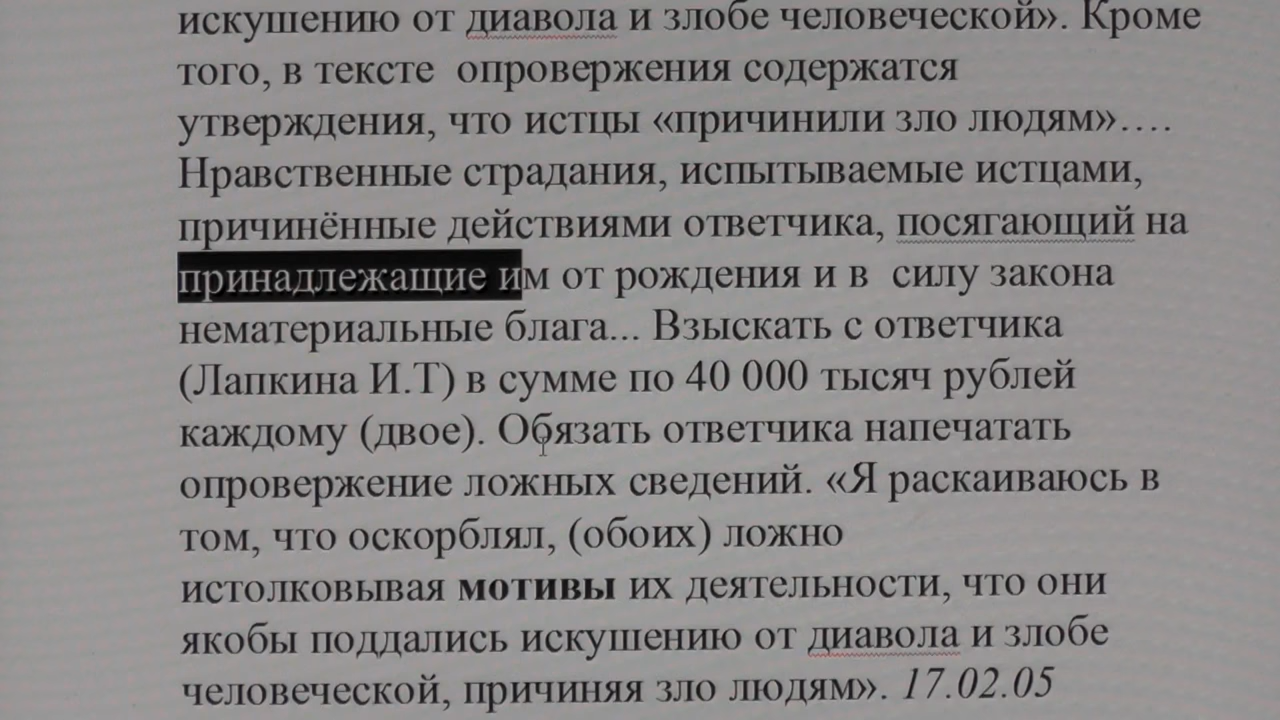 искушению от диавола и злобе человеческой». Кроме
того, в тексте  опровержения содержатся
утверждения, что истцы «причинили зло людям»….
Нравственные страдания, испытываемые истцами,
причинённые действиями ответчика, посягающий на
принадлежащие им от рождения и в  силу закона
нематериальные блага... Взыскать с ответчика
(Лапкина И.Т) в сумме по 40 000 тысяч рублей
каждому (двое). Обязать ответчика напечатать
опровержение ложных сведений. «Я раскаиваюсь в
том, что оскорблял, (обоих) ложно
истолковывая мотивы их деятельности, что они
якобы поддались искушению от диавола и злобе
человеческой, причиняя зло людям». 17.02.05